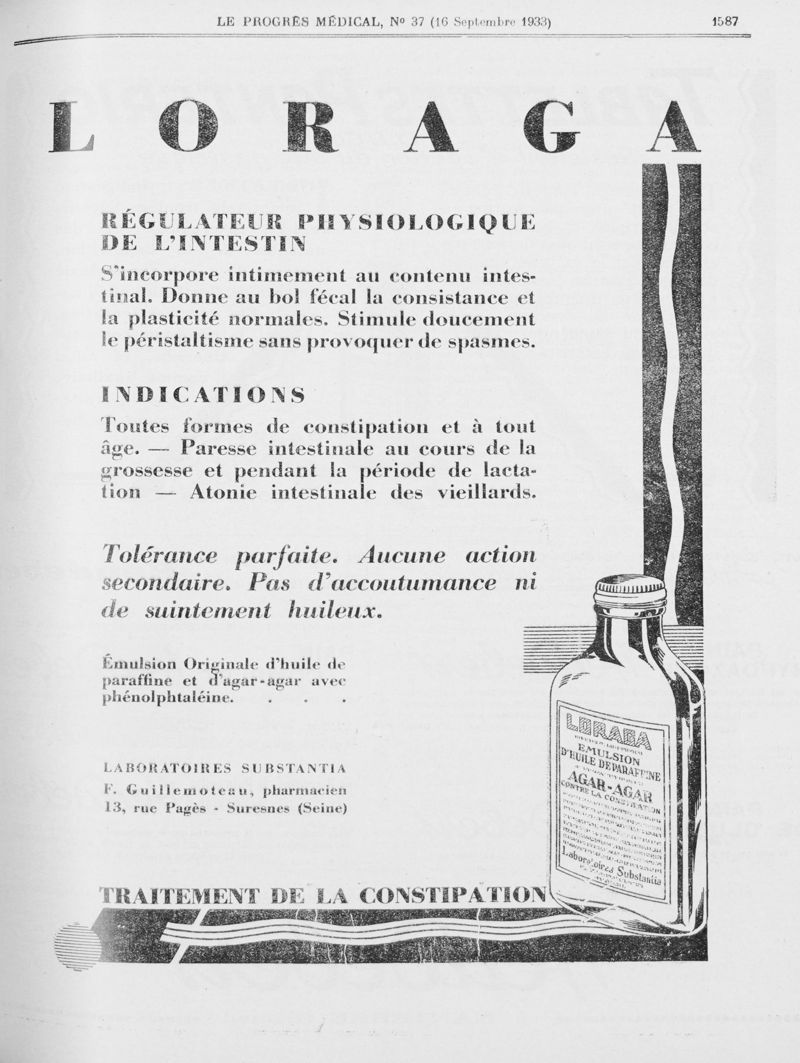 LE PROGRÈS MÉDICAL, No 37 (16 Septembre 1933)
1587
LORAGA
RÉGULATEUR PHYSIOLOGIQUE
DE L'INTESTIN
S'incorpore intimement au contenu intes-
tinal. Donne au bol fécal la consistance et
la plasticité normales. Stimule doucement
le péristaltisme sans provoquer de spasmes.
INDICATIONS
Toutes formes de constipation et à tout
âge. — Paresse intestinale au cours de la
grossesse et pendant la période de lacta-
tion — Atonie intestinale des vieillards.
Tolérance parfaite. Aucune action
secondaire. Pas d'accoutumance ni
de suintement huileux.
Émulsion Originale d'huile de
paraffine et d'agar-agar avec
phénolphtaléine. . . .
LABORATOIRES SUBSTANTIA
F. Guillemoteau, pharmacien
13, rue Pagès - Suresnes (Seine)
LORAGA
EMULSION
D'HUILE DE PARAFFINE
AGAR-AGAR
CONTRE LA CONSTIPATION
Laboratoires Substantia
TRAITEMENT DE LA CONSTIPATION